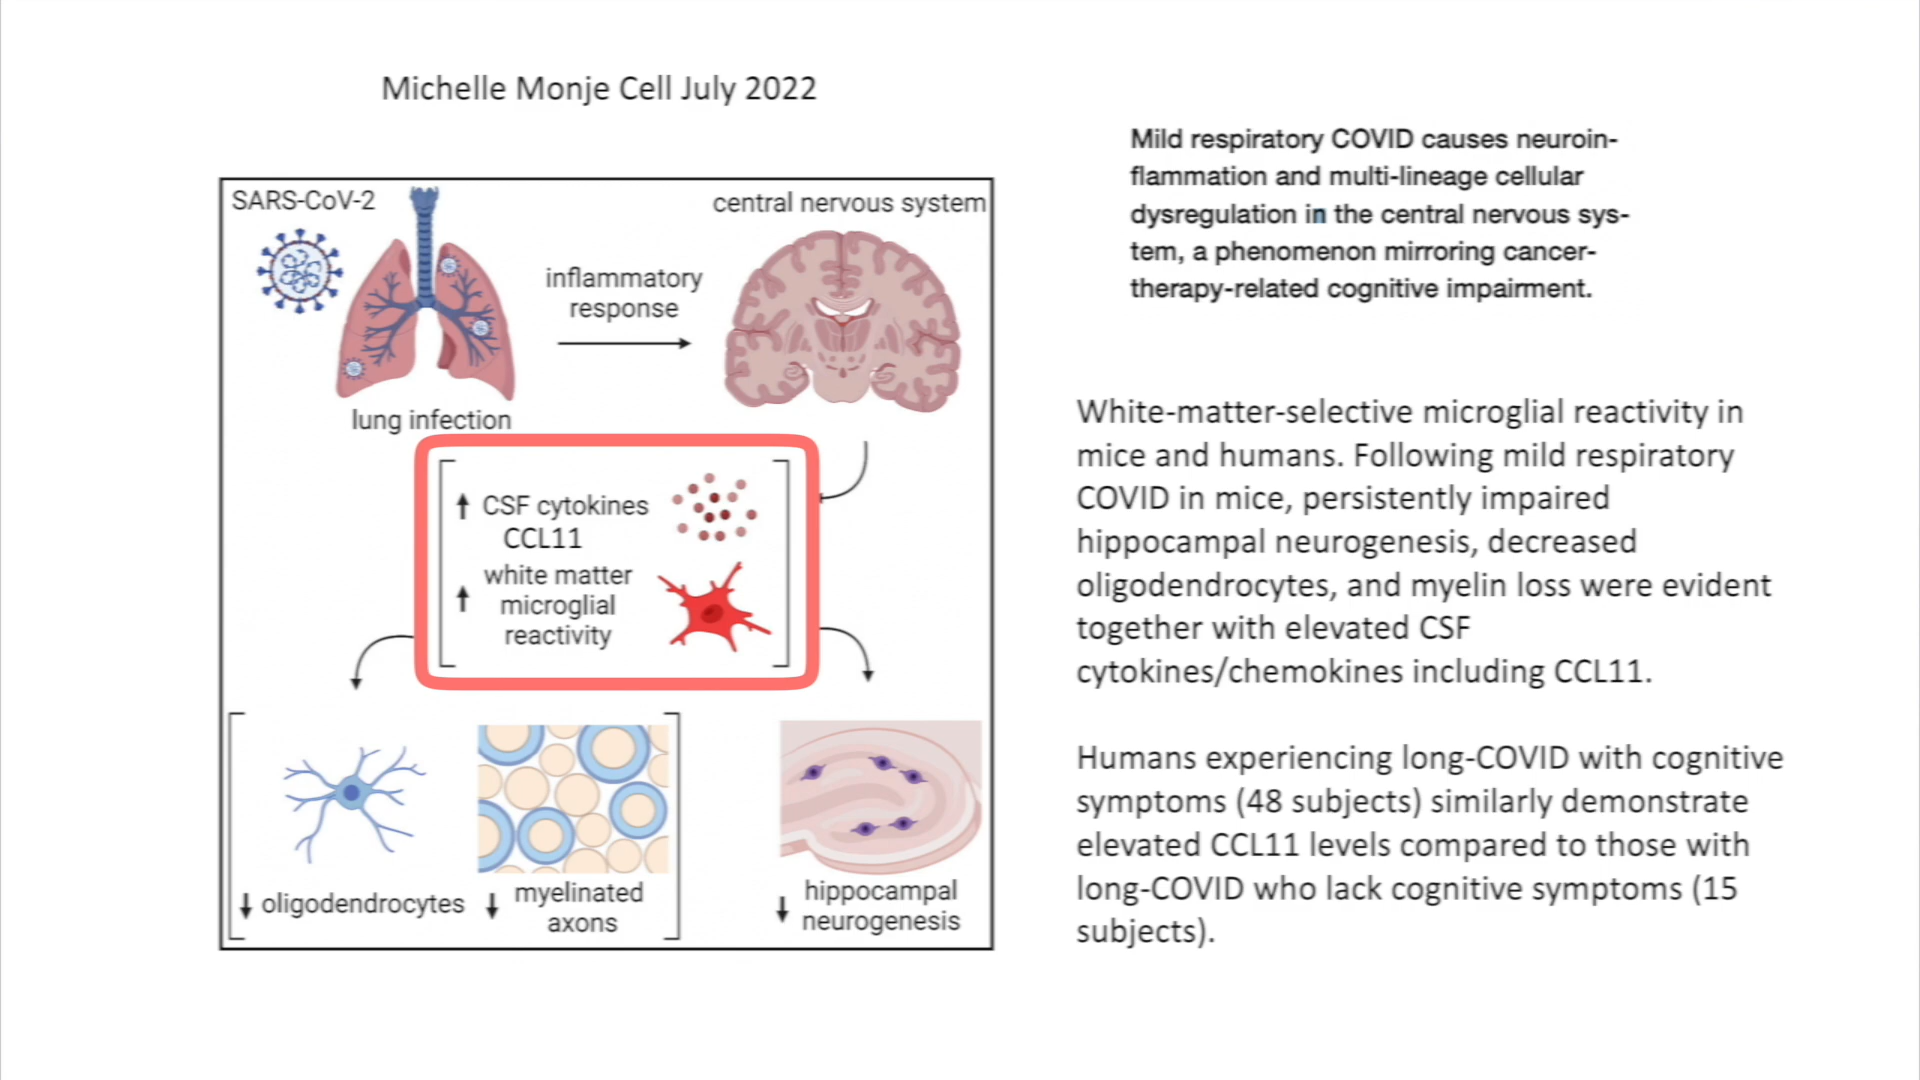 Michelle Monje Cell July 2022
SARS-CoV-2
central nervous system
inflammatory
response
lung infection
CSF cytokines
CCL11
white matter
microglial
reactivity
oligodendrocytes
myelinated
axons
hippocampal
neurogenesis
Mild respiratory COVID causes neuroin-
flammation and multi-lineage cellular
dysregulation in the central nervous sys-
tem, a phenomenon mirroring cancer-
therapy-related cognitive impairment.
White-matter-selective microglial reactivity in
mice and humans. Following mild respiratory
COVID in mice, persistently impaired
hippocampal neurogenesis, decreased
oligodendrocytes, and myelin loss were evident
together with elevated CSF
cytokines/chemokines including CCL11.
Humans experiencing long-COVID with cognitive
symptoms (48 subjects) similarly demonstrate
elevated CCL11 levels compared to those with
long-COVID who lack cognitive symptoms (15
subjects).